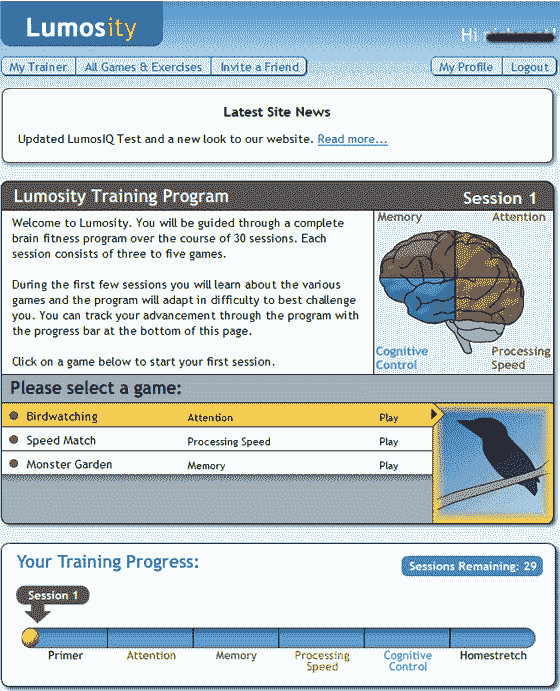 Lumosity
Hi
My Trainer All Games & Exercises Invite a Friend My Profile Logout
Latest Site News
Updated LumosIQ Test and a new look to our website. Read more...
Lumosity Training Program Session 1
Welcome to Lumosity. You will be guided through a complete
brain fitness program over the course of 30 sessions. Each
session consists of three to five games.
During the first few sessions you will learn about the various
games and the program will adapt in difficulty to best challenge
you. You can track your advancement through the program with
the progress bar at the bottom of this page.
Click on a game below to start your first session.
Memory Attention
Cognitive Control
Processing Speed
Please select a game:
Birdwatching Attention Play
Speed Match Processing Speed Play
Monster Garden Memory Play
Your Training Progress: Sessions Remaining: 29
Session 1
Primer Attention Memory Processing Speed Cognitive Control Homestretch